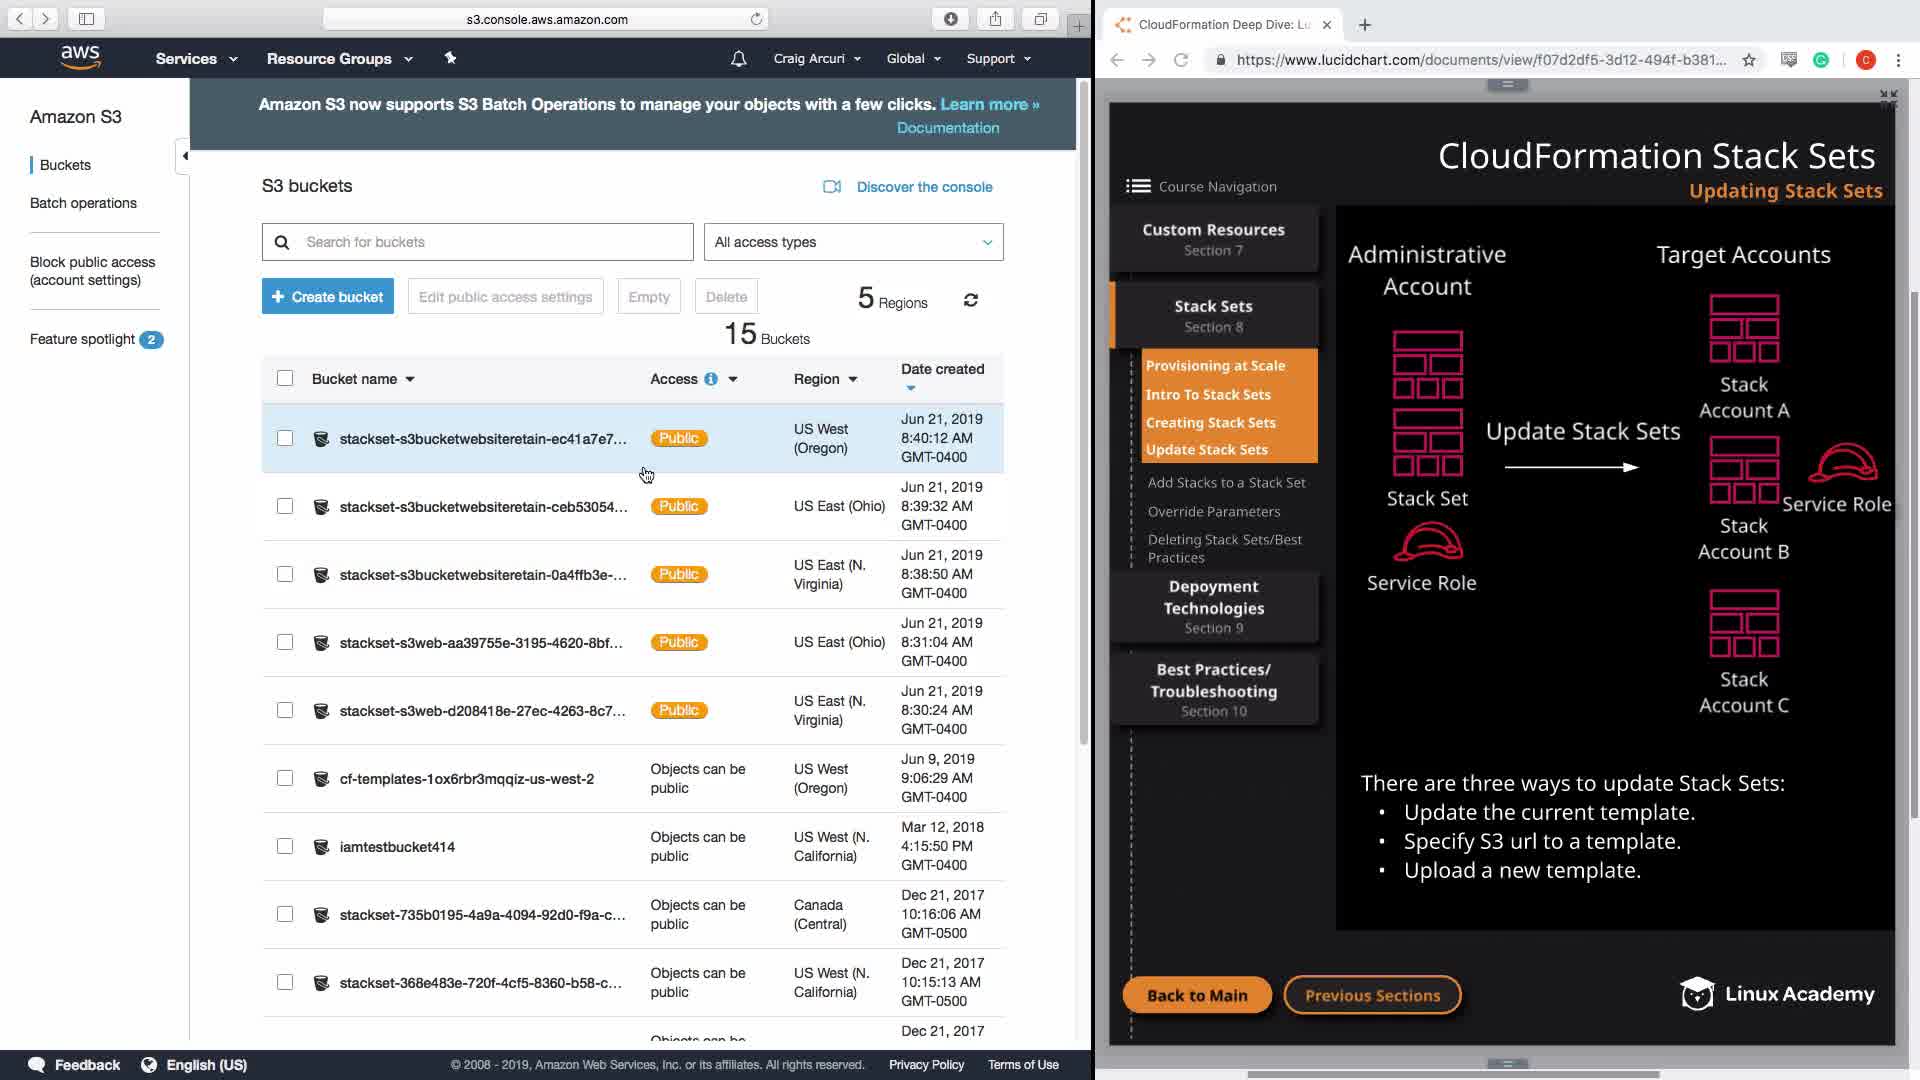 s3.console.aws.amazon.com
aws
Services
Resource Groups
Craig Arcuri
Global
Support
Amazon S3
Buckets
Batch operations
Block public access
(account settings)
Feature spotlight 2
Amazon S3 now supports S3 Batch Operations to manage your objects with a few clicks. Learn more »
Documentation
S3 buckets
Discover the console
Search for buckets
All access types
+ Create bucket
Edit public access settings
Empty
Delete
5 Regions
15 Buckets
Bucket name
Access
Region
Date created
stackset-s3bucketwebsiteretain-ec41a7e7...
Public
US West
(Oregon)
Jun 21, 2019
8:40:12 AM
GMT-0400
stackset-s3bucketwebsiteretain-ceb53054...
Public
US East (Ohio)
Jun 21, 2019
8:39:32 AM
GMT-0400
stackset-s3bucketwebsiteretain-0a4ffb3e-...
Public
US East (N.
Virginia)
Jun 21, 2019
8:38:50 AM
GMT-0400
stackset-s3web-aa39755e-3195-4620-8bf...
Public
US East (Ohio)
Jun 21, 2019
8:31:04 AM
GMT-0400
stackset-s3web-d208418e-27ec-4263-8c7...
Public
US East (N.
Virginia)
Jun 21, 2019
8:30:24 AM
GMT-0400
cf-templates-1ox6rbr3mqqiz-us-west-2
Objects can be
public
US West
(Oregon)
Jun 9, 2019
9:06:29 AM
GMT-0400
iamtestbucket414
Objects can be
public
US West (N.
California)
Mar 12, 2018
4:15:50 PM
GMT-0400
stackset-735b0195-4a9a-4094-92d0-f9a-c...
Objects can be
public
Canada
(Central)
Dec 21, 2017
10:16:06 AM
GMT-0500
stackset-368e483e-720f-4cf5-8360-b58-c...
Objects can be
public
US West (N.
California)
Dec 21, 2017
10:15:13 AM
GMT-0500
Objects can be
Dec 21, 2017
Feedback
English (US)
© 2008 - 2019, Amazon Web Services, Inc. or its affiliates. All rights reserved.
Privacy Policy
Terms of Use
CloudFormation Deep Dive: Lu
https://www.lucidchart.com/documents/view/f07d2df5-3d12-494f-b381...
C
CloudFormation Stack Sets
Updating Stack Sets
Course Navigation
Custom Resources
Section 7
Stack Sets
Section 8
Provisioning at Scale
Intro To Stack Sets
Creating Stack Sets
Update Stack Sets
Add Stacks to a Stack Set
Override Parameters
Deleting Stack Sets/Best
Practices
Depoyment
Technologies
Section 9
Best Practices/
Troubleshooting
Section 10
Administrative
Account
Stack Set
Service Role
Update Stack Sets
Target Accounts
Stack
Account A
Stack
Account B
Service Role
Stack
Account C
There are three ways to update Stack Sets:
• Update the current template.
• Specify S3 url to a template.
• Upload a new template.
Back to Main
Previous Sections
Linux Academy